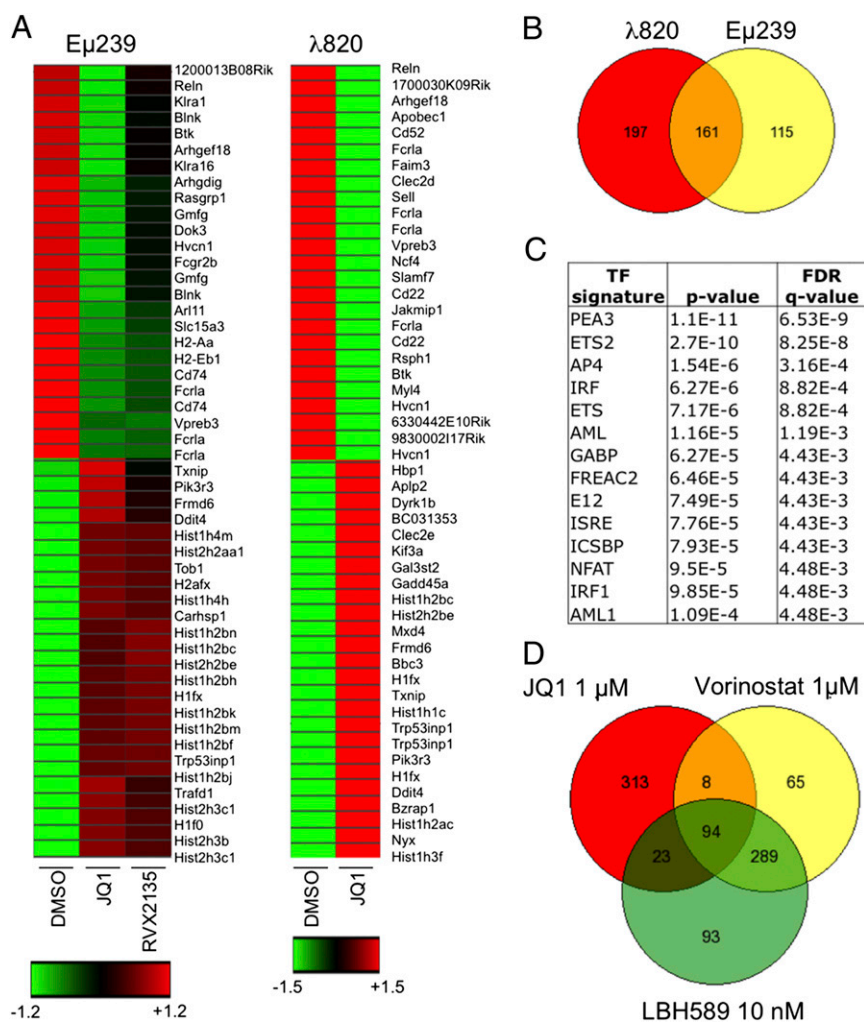 A
Eµ239
1200013B08Rik
Reln
Klra1
Blnk
Btk
Arhgef18
Klra16
Arhgdig
Rasgrp1
Gmfg
Dok3
Hvcn1
Fcgr2b
Gmfg
Blnk
Arl11
Slc15a3
H2-Aa
H2-Eb1
Cd74
Fcrla
Cd74
Vpreb3
Fcrla
Fcrla
Txnip
Pik3r3
Frmd6
Ddit4
Hist1h4m
Hist2h2aa1
Tob1
H2afx
Hist1h4h
Carhsp1
Hist1h2bn
Hist1h2bc
Hist2h2be
Hist1h2bh
H1fx
Hist1h2bk
Hist1h2bm
Hist1h2bf
Trp53inp1
Hist1h2bj
Trafd1
Hist2h3c1
H1f0
Hist2h3b
Hist2h3c1
DMSO
JQ1
RVX2135
-1.2
+1.2
λ820
Reln
1700030K09Rik
Arhgef18
Apobec1
Cd52
Fcrla
Faim3
Clec2d
Sell
Fcrla
Fcrla
Vpreb3
Ncf4
Slamf7
Cd22
Jakmip1
Fcrla
Cd22
Rsph1
Btk
Myl4
Hvcn1
6330442E10Rik
9830002I17Rik
Hvcn1
Hbp1
Aplp2
Dyrk1b
BC031353
Clec2e
Kif3a
Gal3st2
Gadd45a
Hist1h2bc
Hist2h2be
Mxd4
Frmd6
Bbc3
H1fx
Txnip
Hist1h1c
Trp53inp1
Trp53inp1
Pik3r3
H1fx
Ddit4
Bzrap1
Hist1h2ac
Nyx
Hist1h3f
DMSO
JQ1
-1.5
+1.5
B
λ820
Eµ239
197
161
115
C
TF signature p-value FDR q-value
PEA3 1.1E-11 6.53E-9
ETS2 2.7E-10 8.25E-8
AP4 1.54E-6 3.16E-4
IRF 6.27E-6 8.82E-4
ETS 7.17E-6 8.82E-4
AML 1.16E-5 1.19E-3
GABP 6.27E-5 4.43E-3
FREAC2 6.46E-5 4.43E-3
E12 7.49E-5 4.43E-3
ISRE 7.76E-5 4.43E-3
ICSBP 7.93E-5 4.43E-3
NFAT 9.5E-5 4.48E-3
IRF1 9.85E-5 4.48E-3
AML1 1.09E-4 4.48E-3
D
JQ1 1 µM
Vorinostat 1µM
313
8
65
94
23
289
93
LBH589 10 nM